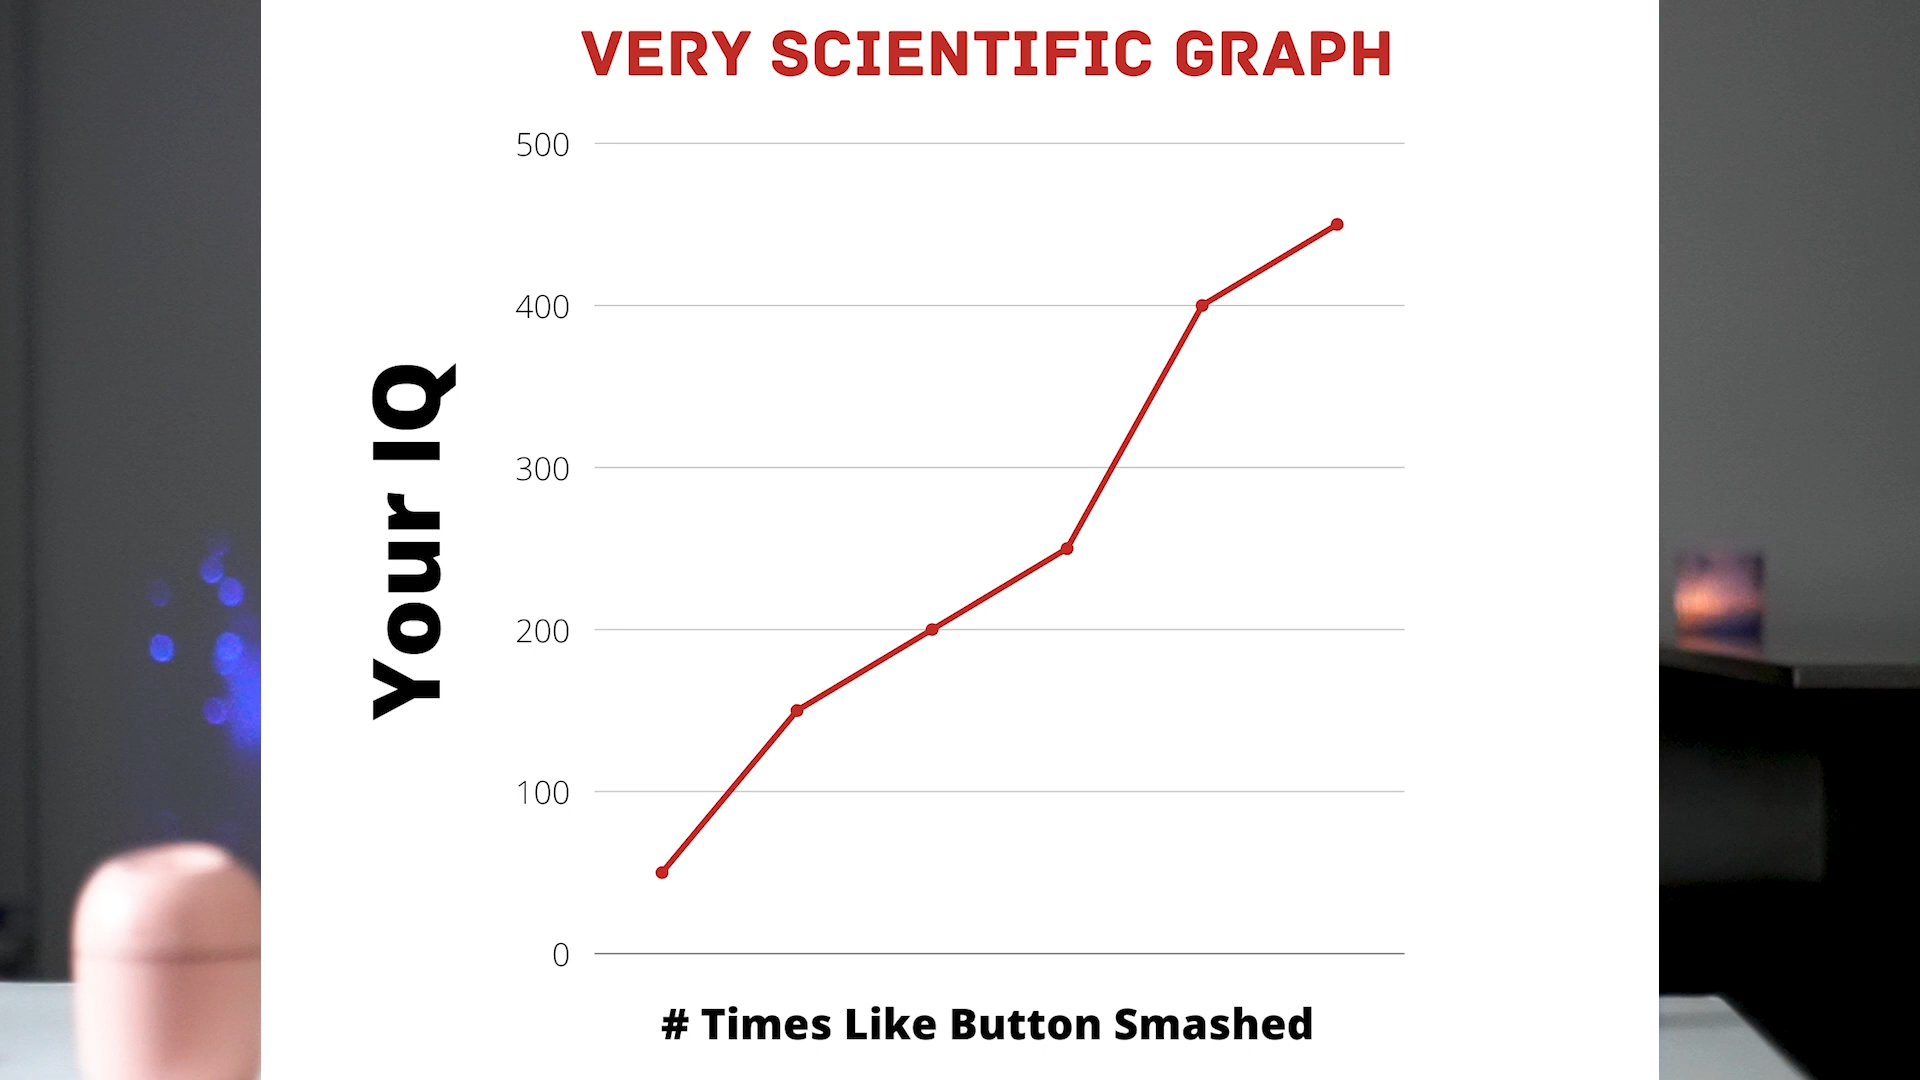 VERY SCIENTIFIC GRAPH
500
400
300
200
100
0
Your IQ
# Times Like Button Smashed